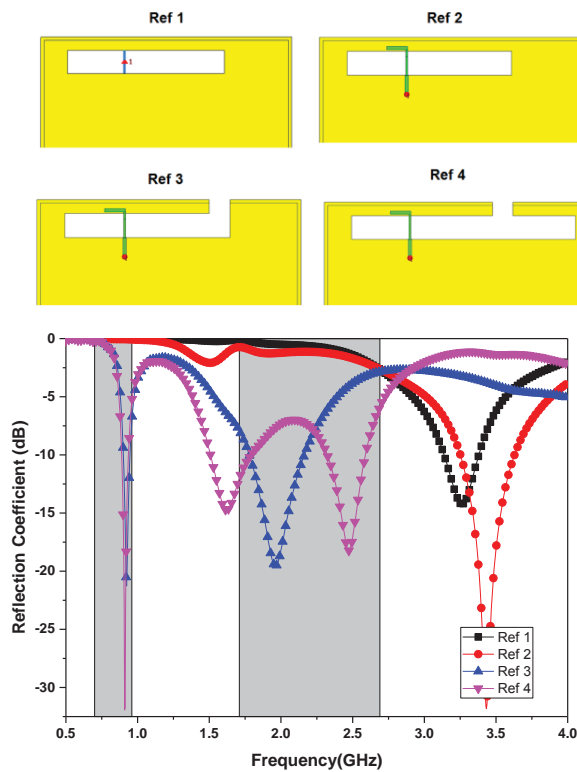 Ref 1
Ref 2
1
Ref 3
Ref 4
Reflection Coefficient (dB)
0
-5
-10
-15
-20
-25
-30
Ref 1
Ref 2
Ref 3
Ref 4
0.5 1.0 1.5 2.0 2.5 3.0 3.5 4.0
Frequency(GHz)